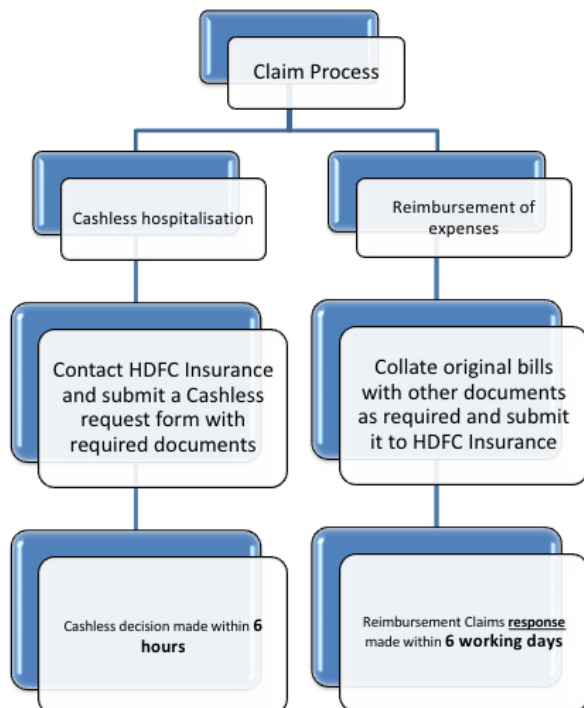 Claim Process
Cashless hospitalisation
Reimbursement of
expenses
Contact HDFC Insurance
and submit a Cashless
request form with
required documents
Collate original bills
with other documents
as required and submit
it to HDFC Insurance
Cashless decision made within 6
hours
Reimbursement Claims response
made within 6 working days